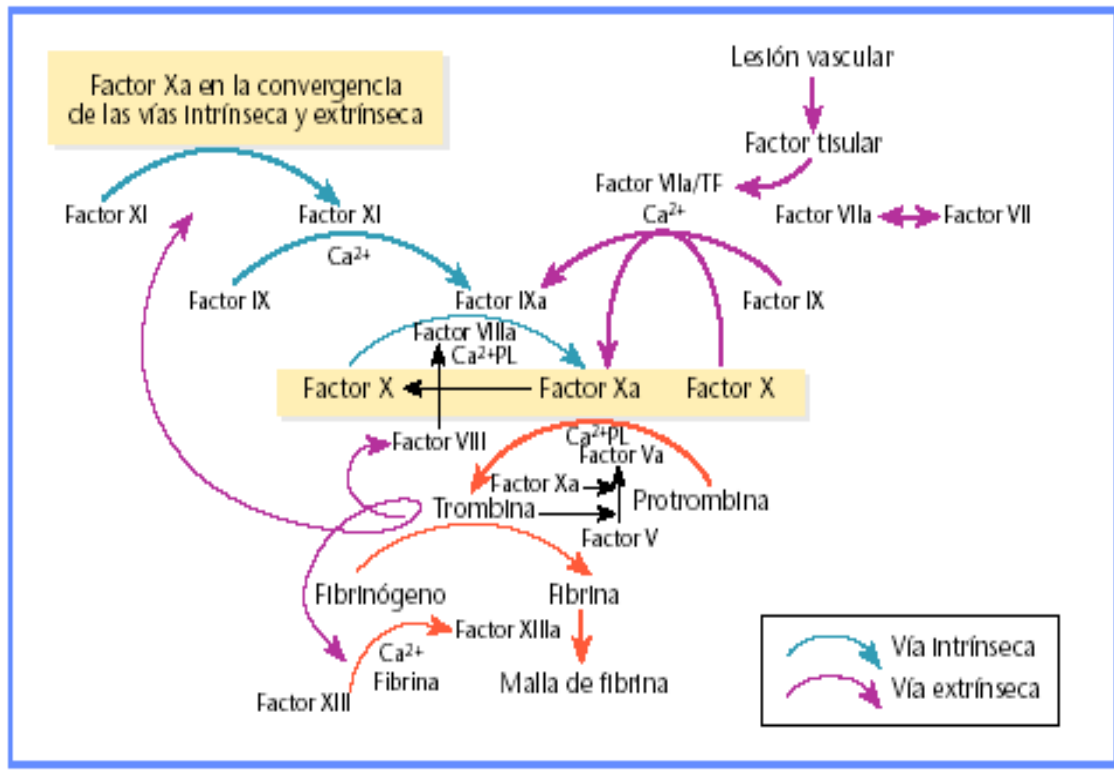 Lesión vascular
Factor Xa en la convergencia
de las vías intrínseca y extrínseca
Factor tisular
Factor VIIa/TF
Factor XI
Factor XI
Ca²⁺
Factor VIIa
Factor VII
Ca²⁺
Factor IX
Factor IXa
Factor IX
Factor VIIIa
Ca²⁺PL
Factor X
Factor Xa
Factor X
Factor VIII
Ca²⁺PL
Factor Va
Factor Xa
Trombina
Protrombina
Factor V
Fibrinógeno
Fibrina
Factor XIIIa
Ca²⁺
Fibrina
Malla de fibrina
Factor XIII
Vía intrínseca
Vía extrínseca